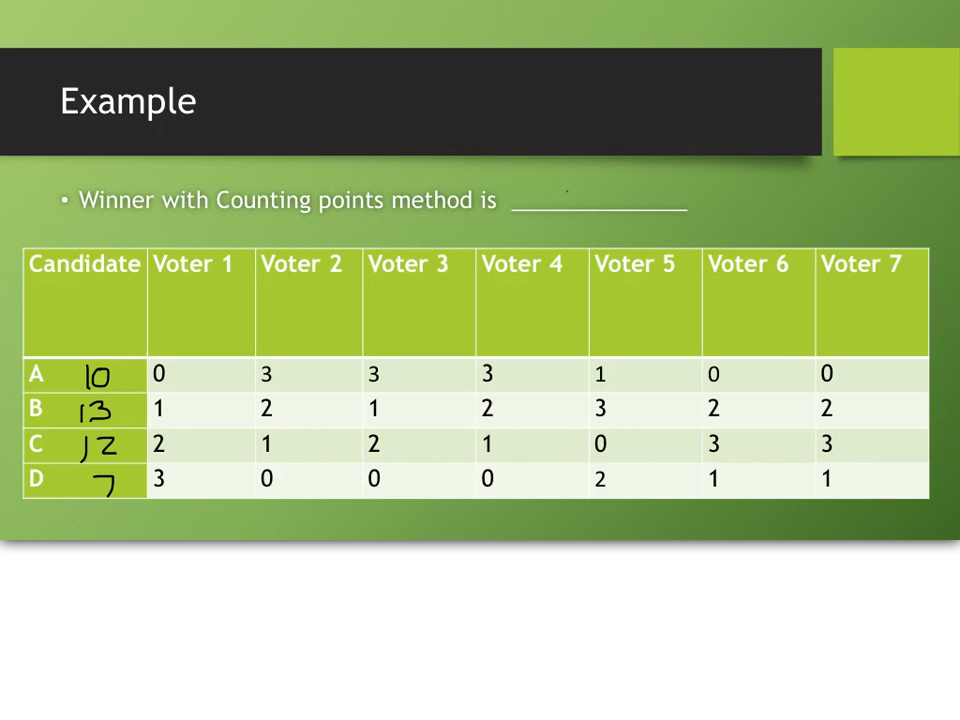 Example
• Winner with Counting points method is ______________
Candidate Voter 1 Voter 2 Voter 3 Voter 4 Voter 5 Voter 6 Voter 7
A 10 0 3 3 3 1 0 0
B 13 1 2 1 2 3 2 2
C 12 2 1 2 1 0 3 3
D 7 3 0 0 0 2 1 1